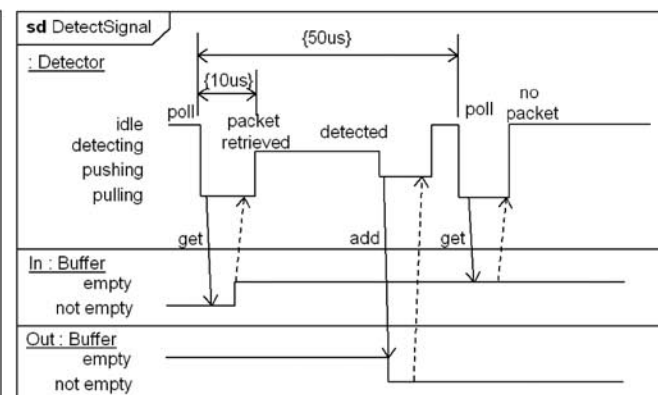 sd DetectSignal
{50us}
: Detector
{10us}
poll
packet
retrieved
detected
poll
no
packet
idle
detecting
pushing
pulling
get
add
get
In : Buffer
empty
not empty
Out : Buffer
empty
not empty